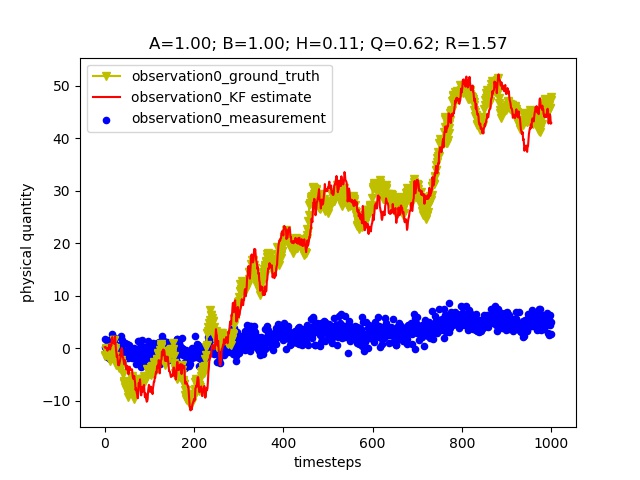 A=1.00; B=1.00; H=0.11; Q=0.62; R=1.57
observation0_ground_truth
observation0_KF estimate
observation0_measurement
50
40
30
20
10
0
−10
physical quantity
0 200 400 600 800 1000
timesteps